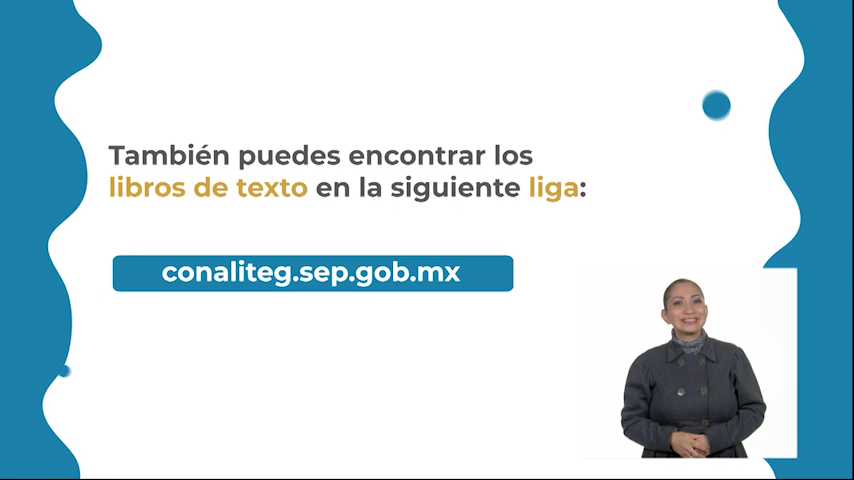 También puedes encontrar los
libros de texto en la siguiente liga:
conaliteg.sep.gob.mx